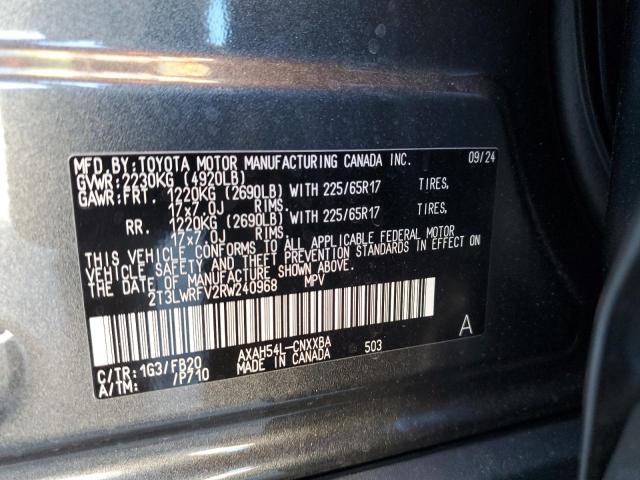 MFD.BY:TOYOTA MOTOR MANUFACTURING CANADA INC. 09/24
GVWR:2230KG (4920LB)
GAWR:FRT. 1220KG (2690LB) WITH 225/65R17 TIRES,
17x7.0J RIMS.
RR. 1220KG (2690LB) WITH 225/65R17 TIRES,
17x7.0J RIMS.
THIS VEHICLE CONFORMS TO ALL APPLICABLE FEDERAL MOTOR
VEHICLE SAFETY AND THEFT PREVENTION STANDARDS IN EFFECT ON
THE DATE OF MANUFACTURE SHOWN ABOVE.
2T3LWRFV2RW240968 MPV
AXAH54L-CNXXBA 503 A
C/TR:1G3/FB20 MADE IN CANADA
A/TM: /P710